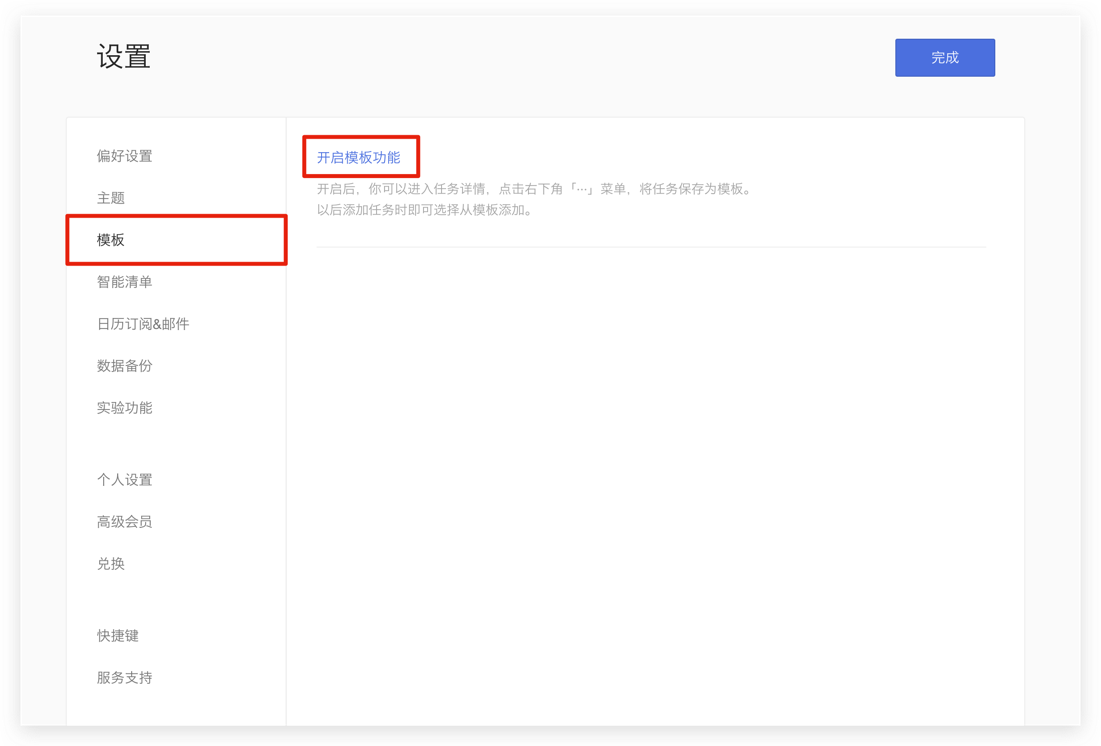 设置
完成
偏好设置
主题
模板
智能清单
日历订阅&邮件
数据备份
实验功能
个人设置
高级会员
兑换
快捷键
服务支持
开启模板功能
开启后，你可以进入任务详情，点击右下角「···」菜单，将任务保存为模板。
以后添加任务时即可选择从模板添加。